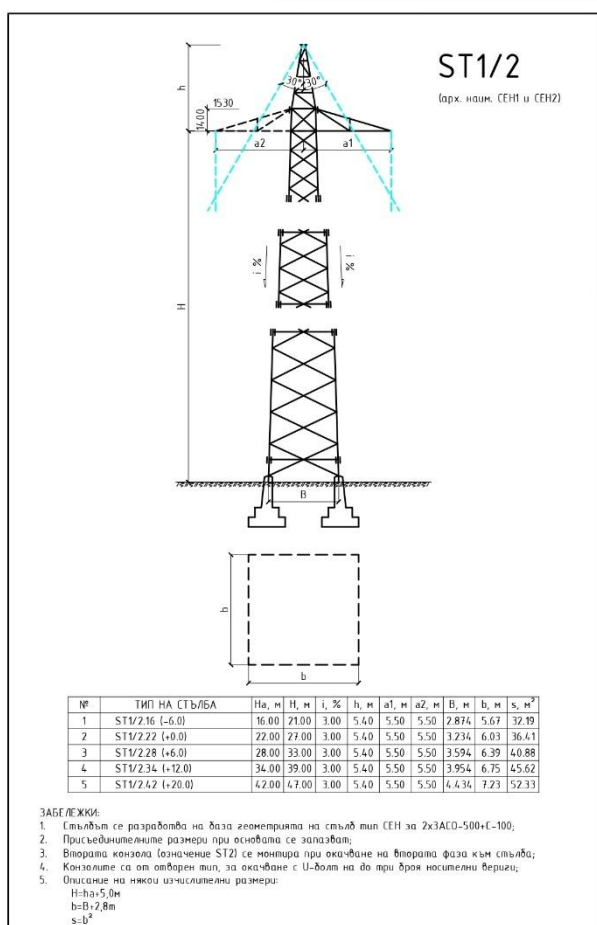 ST1/2
(арх. наим. СЕН1 и СЕН2)
h
30° 30°
1530
1400
a2
a1
i %
i %
H
B
b
b
№ ТИП НА СТЪЛБА Ha, м H, м i, % h, м a1, м a2, м B, м b, м s, м²
1 ST1/2.16 (-6.0) 16.00 21.00 3.00 5.40 5.50 5.50 2.874 5.67 32.19
2 ST1/2.22 (+0.0) 22.00 27.00 3.00 5.40 5.50 5.50 3.234 6.03 36.41
3 ST1/2.28 (+6.0) 28.00 33.00 3.00 5.40 5.50 5.50 3.594 6.39 40.88
4 ST1/2.34 (+12.0) 34.00 39.00 3.00 5.40 5.50 5.50 3.954 6.75 45.62
5 ST1/2.42 (+20.0) 42.00 47.00 3.00 5.40 5.50 5.50 4.434 7.23 52.33
ЗАБЕЛЕЖКИ:
1. Стълбът се разработва на база геометрията на стълб тип СЕН за 2x3АСО-500+С-100;
2. Присъединителните размери при основата се запазват;
3. Втората конзола (означение ST2) се монтира при окачване на втората фаза към стълба;
4. Конзолите са от отворен тип, за окачване с U-болт на до три броя носителни вериги;
5. Описание на някои изчислителни размери:
H=ha+5,0м
b=B+2,8m
s=b²